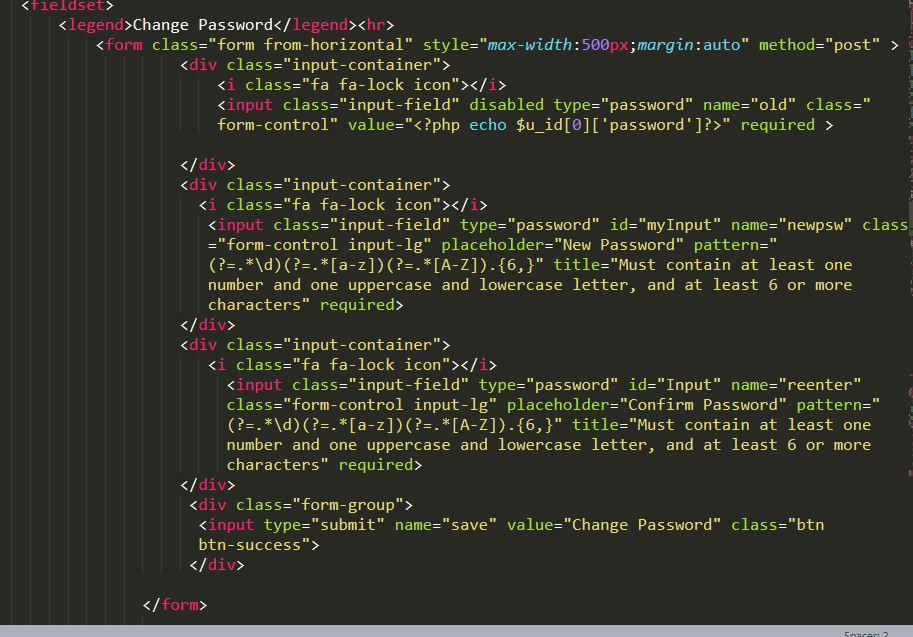 <fieldset>
<legend>Change Password</legend><hr>
<form class="form from-horizontal" style="max-width:500px;margin:auto" method="post" >
<div class="input-container">
<i class="fa fa-lock icon"></i>
<input class="input-field" disabled type="password" name="old" class="
form-control" value="<?php echo $u_id[0]['password']?>" required >
</div>
<div class="input-container">
<i class="fa fa-lock icon"></i>
<input class="input-field" type="password" id="myInput" name="newpsw" class
="form-control input-lg" placeholder="New Password" pattern="
(?=.*\d)(?=.*[a-z])(?=.*[A-Z]).{6,}" title="Must contain at least one
number and one uppercase and lowercase letter, and at least 6 or more
characters" required>
</div>
<div class="input-container">
<i class="fa fa-lock icon"></i>
<input class="input-field" type="password" id="Input" name="reenter"
class="form-control input-lg" placeholder="Confirm Password" pattern="
(?=.*\d)(?=.*[a-z])(?=.*[A-Z]).{6,}" title="Must contain at least one
number and one uppercase and lowercase letter, and at least 6 or more
characters" required>
</div>
<div class="form-group">
<input type="submit" name="save" value="Change Password" class="btn
btn-success">
</div>
</form>
Spaces: 2